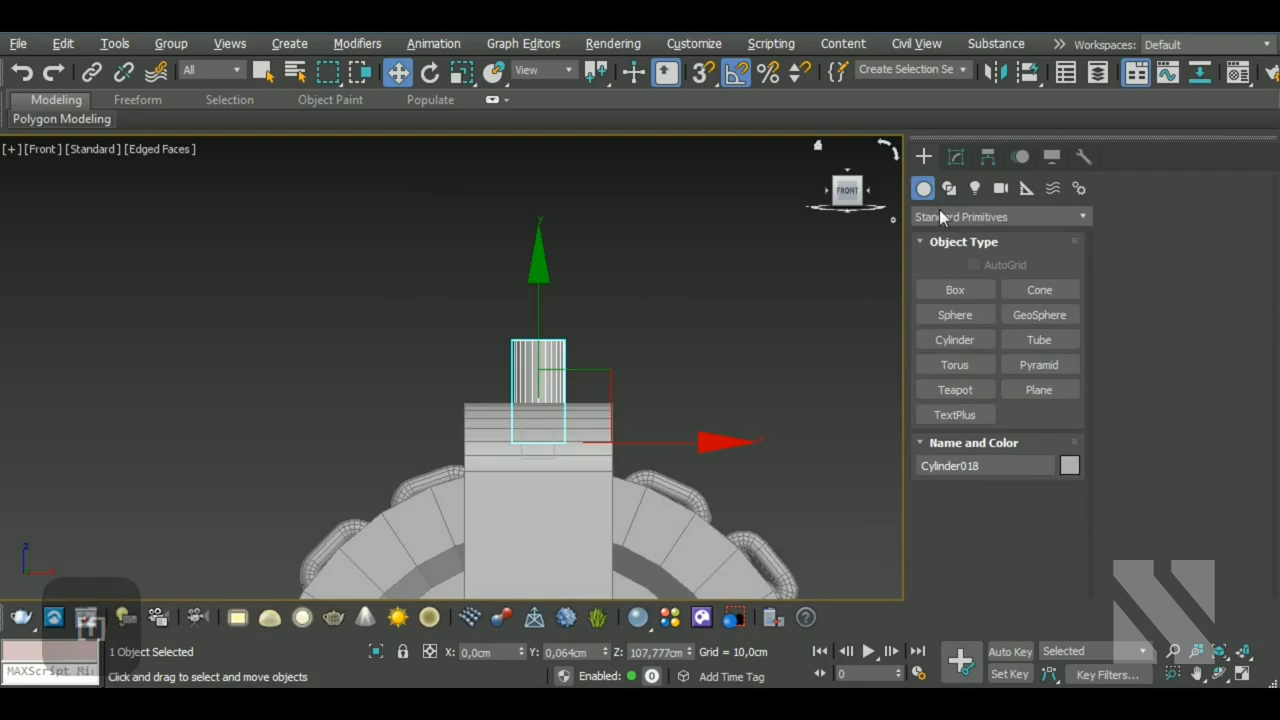 File Edit Tools Group Views Create Modifiers Animation Graph Editors Rendering Customize Scripting Content Civil View Substance Workspaces: Default
All View Create Selection Se
Modeling Freeform Selection Object Paint Populate
Polygon Modeling
[+] [Front] [Standard] [Edged Faces]
FRONT
Standard Primitives
Object Type
AutoGrid
Box Cone
Sphere GeoSphere
Cylinder Tube
Torus Pyramid
Teapot Plane
TextPlus
Name and Color
Cylinder018
y
x
z
[f]
1 Object Selected X: 0,0cm Y: 0,064cm Z: 107,777cm Grid = 10,0cm Auto Key Selected
MAXScript Mi Click and drag to select and move objects Enabled: 0 Add Time Tag 0 Set Key Key Filters...